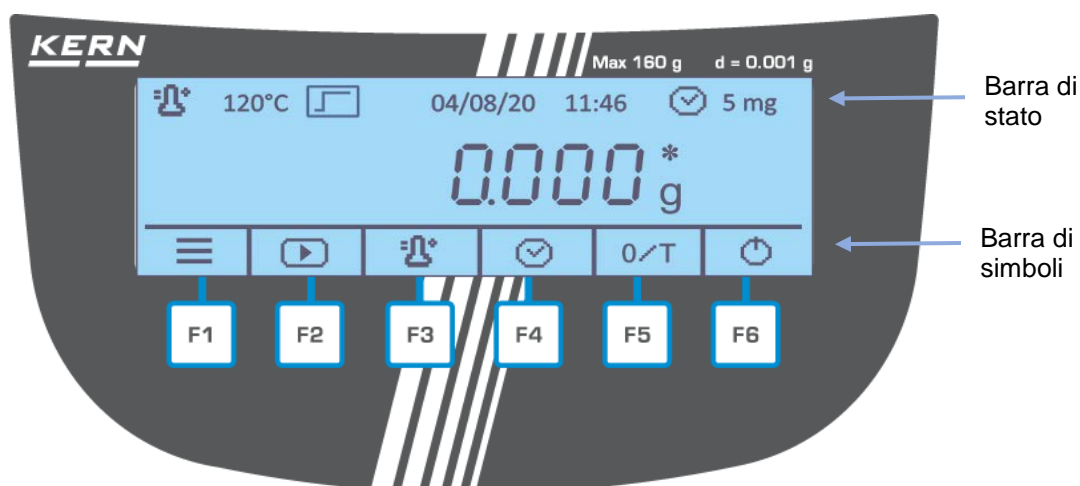 KERN
Max 160 g d = 0.001 g
120°C 04/08/20 11:46 5 mg
0.000 * g
0/T
F1 F2 F3 F4 F5 F6
Barra di
stato
Barra di
simboli